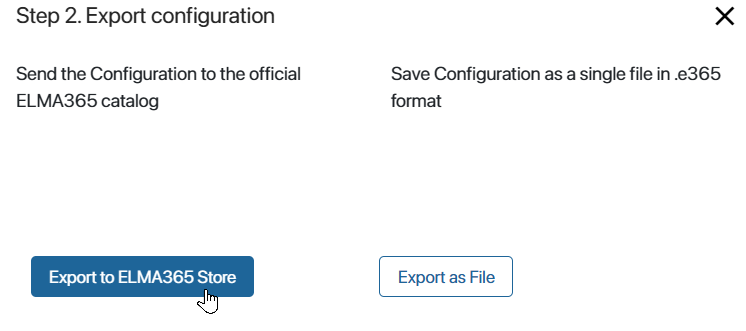 Step 2. Export configuration
Send the Configuration to the official
ELMA365 catalog
Save Configuration as a single file in .e365
format
Export to ELMA365 Store
Export as File